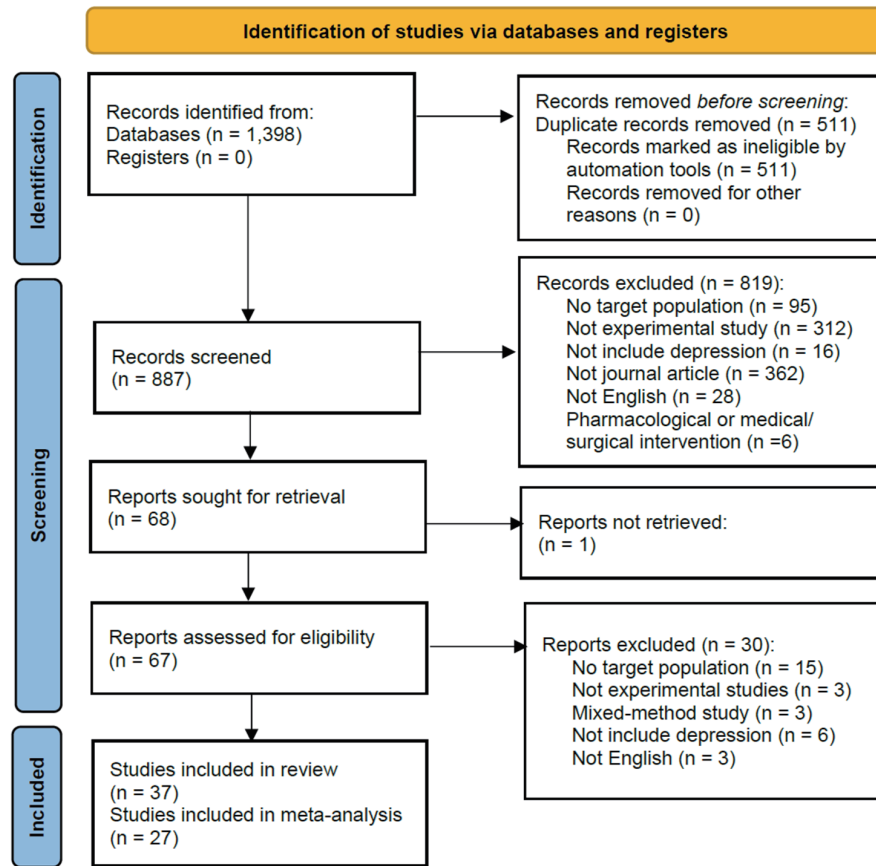 Identification of studies via databases and registers
Identification
Records identified from:
Databases (n = 1,398)
Registers (n = 0)
Records removed before screening:
Duplicate records removed (n = 511)
Records marked as ineligible by
automation tools (n = 511)
Records removed for other
reasons (n = 0)
Screening
Records screened
(n = 887)
Records excluded (n = 819):
No target population (n = 95)
Not experimental study (n = 312)
Not include depression (n = 16)
Not journal article (n = 362)
Not English (n = 28)
Pharmacological or medical/
surgical intervention (n =6)
Reports sought for retrieval
(n = 68)
Reports not retrieved:
(n = 1)
Reports assessed for eligibility
(n = 67)
Reports excluded (n = 30):
No target population (n = 15)
Not experimental studies (n = 3)
Mixed-method study (n = 3)
Not include depression (n = 6)
Not English (n = 3)
Included
Studies included in review
(n = 37)
Studies included in meta-analysis
(n = 27)